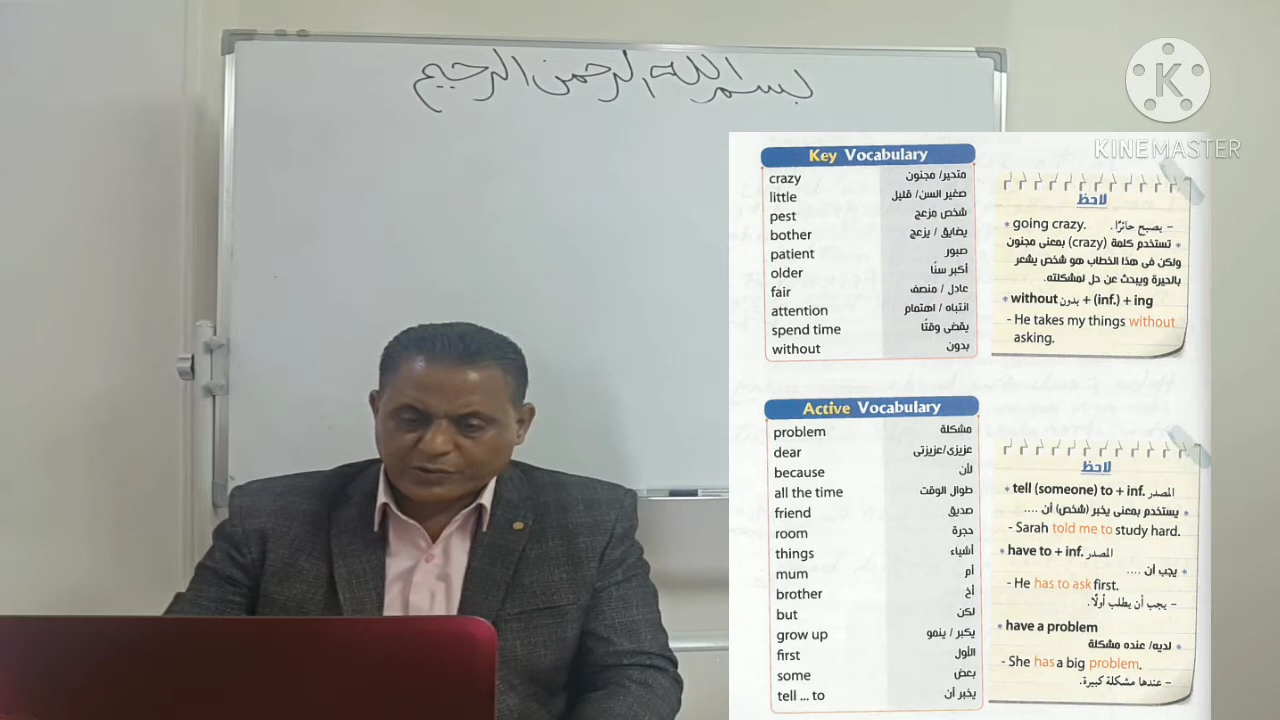 بسم الله الرحمن الرحيم
K
KINEMASTER
Key Vocabulary
crazy متحير/ مجنون
little صغير السن/ قليل
pest شخص مزعج
bother يضايق / يزعج
patient صبور
older أكبر سنًا
fair عادل / منصف
attention انتباه / اهتمام
spend time يقضى وقتًا
without بدون
لاحظ
* going crazy. – يصبح حائرًا.
* تستخدم كلمة (crazy) بمعنى مجنون
ولكن فى هذا الخطاب هو شخص يشعر
بالحيرة ويبحث عن حل لمشكلته.
* without بدون + (inf.) + ing
- He takes my things without
asking.
Active Vocabulary
problem مشكلة
dear عزيزى/عزيزتى
because لأن
all the time طوال الوقت
friend صديق
room حجرة
things أشياء
mum أم
brother أخ
but لكن
grow up يكبر / ينمو
first الأول
some بعض
tell ... to يخبر أن
لاحظ
* tell (someone) to + inf. المصدر
* يستخدم بمعنى يخبر (شخص) أن ....
- Sarah told me to study hard.
* have to + inf. المصدر
* يجب أن ....
- He has to ask first.
– يجب أن يطلب أولًا.
* have a problem
* لديه/ عنده مشكلة
- She has a big problem.
– عندها مشكلة كبيرة.